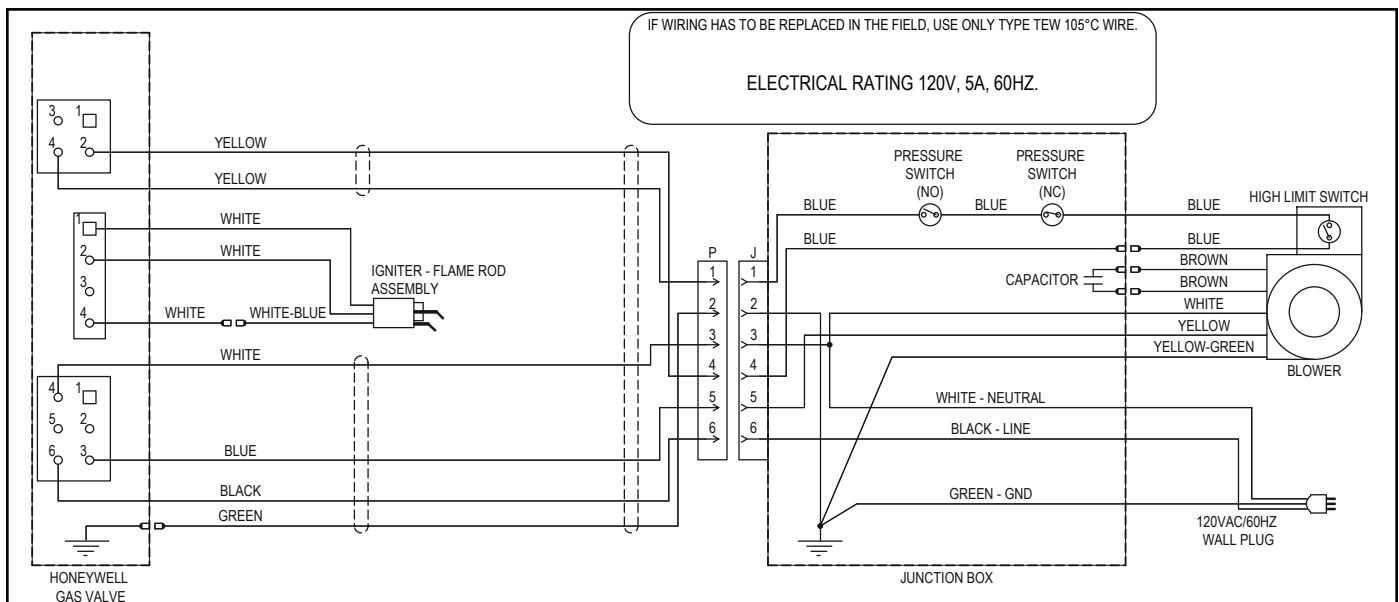 IF WIRING HAS TO BE REPLACED IN THE FIELD, USE ONLY TYPE TEW 105°C WIRE.
ELECTRICAL RATING 120V, 5A, 60HZ.
3 1
4 2
YELLOW
YELLOW
1
2
3
4
WHITE
WHITE
WHITE
WHITE-BLUE
IGNITER - FLAME ROD
ASSEMBLY
4 1
5 2
6 3
WHITE
BLUE
BLACK
GREEN
HONEYWELL
GAS VALVE
P J
1 1
2 2
3 3
4 4
5 5
6 6
PRESSURE
SWITCH
(NO)
PRESSURE
SWITCH
(NC)
BLUE
BLUE
BLUE
HIGH LIMIT SWITCH
BLUE
BLUE
CAPACITOR
BROWN
BROWN
WHITE
YELLOW
YELLOW-GREEN
BLOWER
WHITE - NEUTRAL
BLACK - LINE
GREEN - GND
120VAC/60HZ
WALL PLUG
JUNCTION BOX